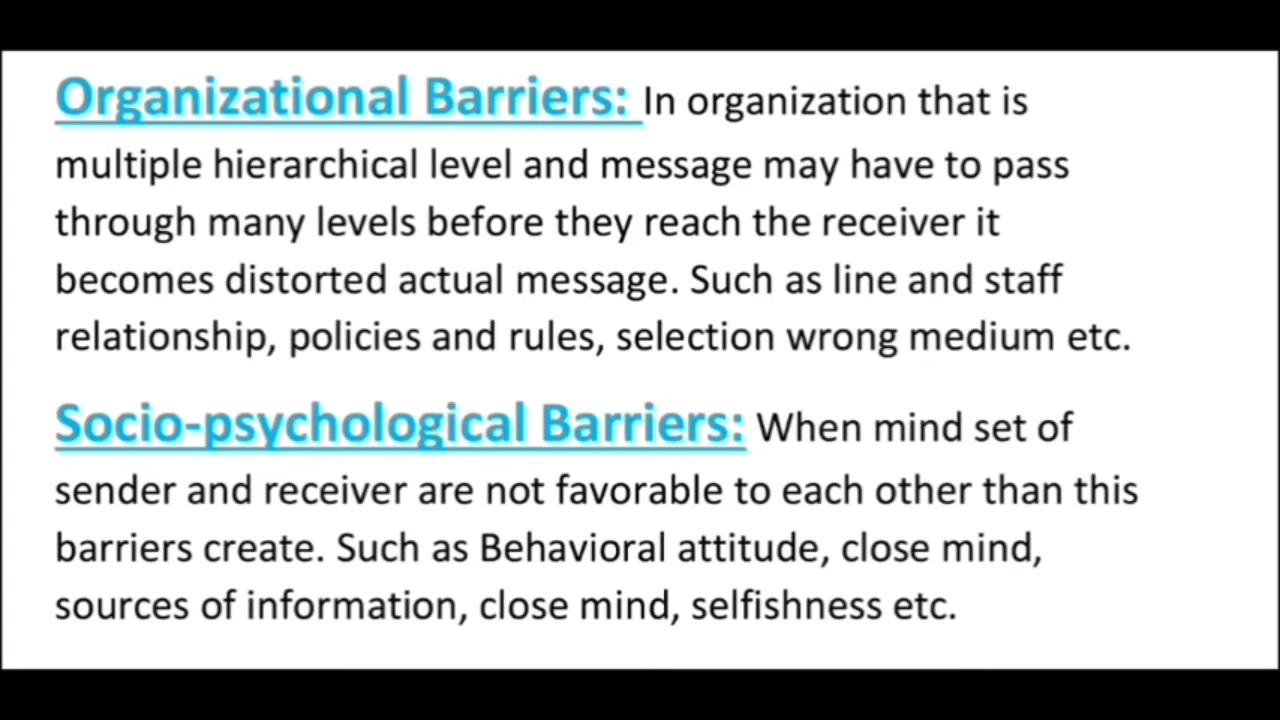 Organizational Barriers: In organization that is
multiple hierarchical level and message may have to pass
through many levels before they reach the receiver it
becomes distorted actual message. Such as line and staff
relationship, policies and rules, selection wrong medium etc.
Socio-psychological Barriers: When mind set of
sender and receiver are not favorable to each other than this
barriers create. Such as Behavioral attitude, close mind,
sources of information, close mind, selfishness etc.